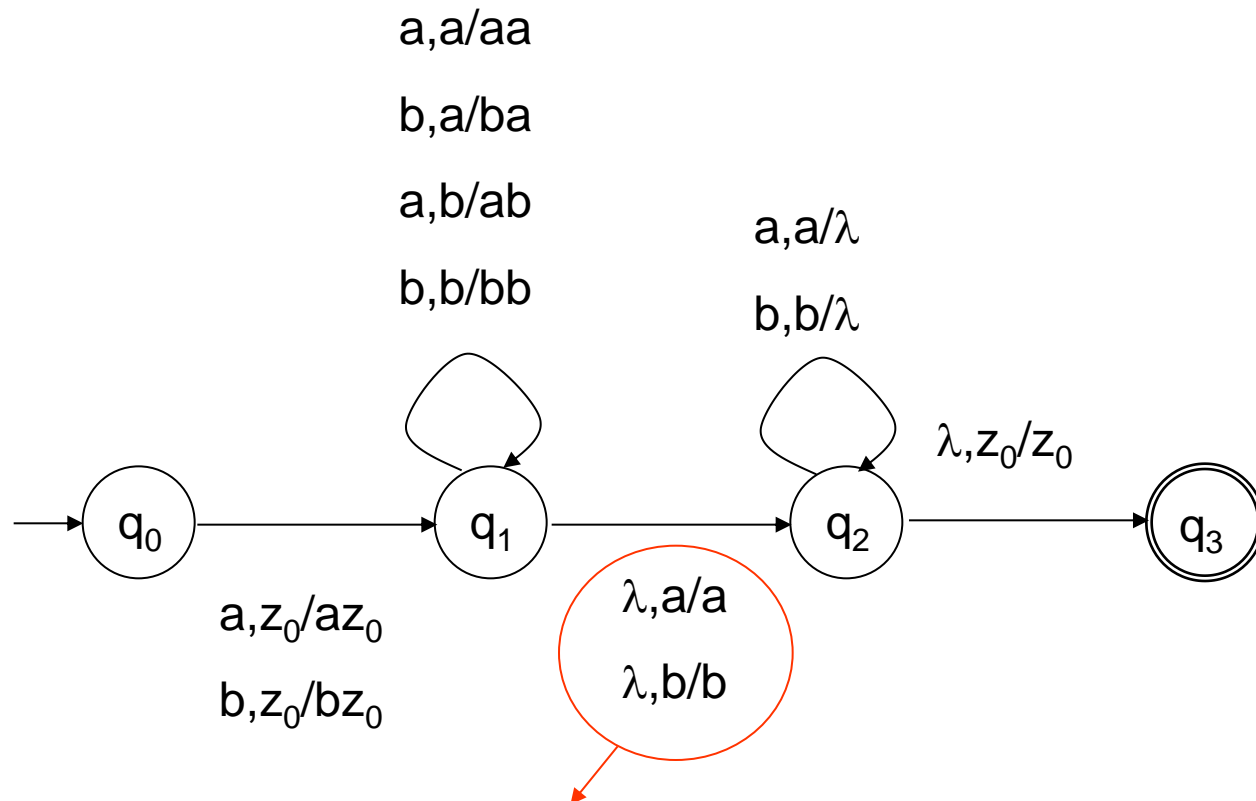 a,a/aa
b,a/ba
a,b/ab
b,b/bb
a,a/λ
b,b/λ
λ,z₀/z₀
q₀
q₁
q₂
q₃
a,z₀/az₀
b,z₀/bz₀
λ,a/a
λ,b/b